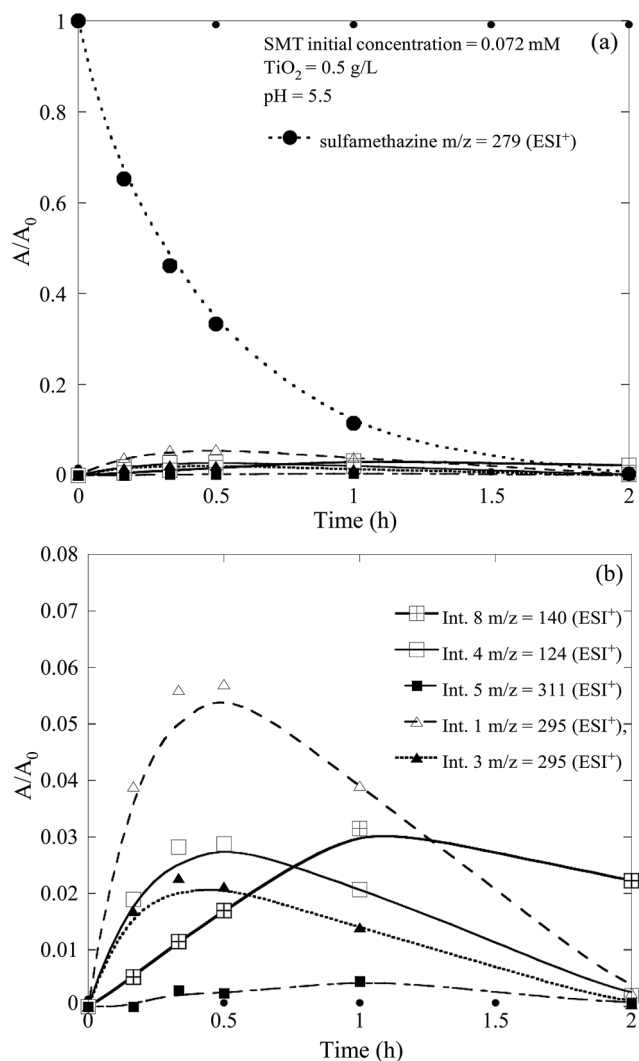 (a)
SMT initial concentration = 0.072 mM
TiO₂ = 0.5 g/L
pH = 5.5
sulfamethazine m/z = 279 (ESI⁺)
A/A₀
1
0.8
0.6
0.4
0.2
0
0 0.5 1 1.5 2
Time (h)
(b)
Int. 8 m/z = 140 (ESI⁺)
Int. 4 m/z = 124 (ESI⁺)
Int. 5 m/z = 311 (ESI⁺)
Int. 1 m/z = 295 (ESI⁺),
Int. 3 m/z = 295 (ESI⁺)
A/A₀
0.08
0.07
0.06
0.05
0.04
0.03
0.02
0.01
0
0 0.5 1 1.5 2
Time (h)